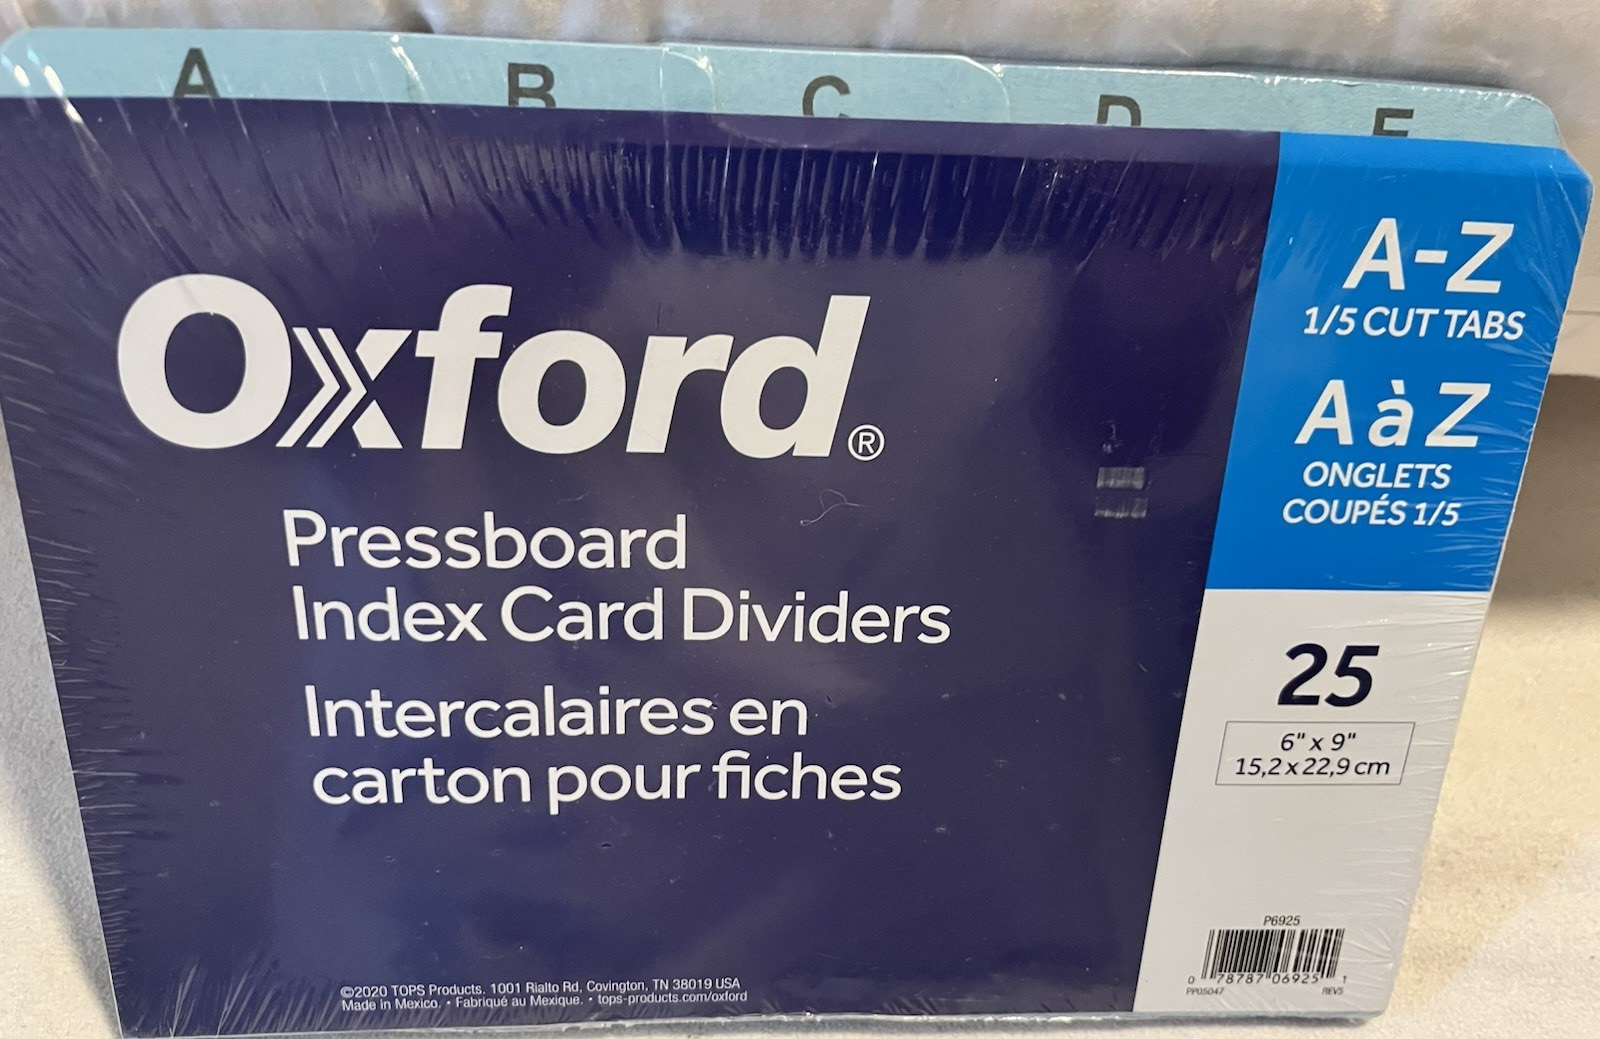 A B C D E
Oxford®
Pressboard
Index Card Dividers
Intercalaires en
carton pour fiches
A-Z
1/5 CUT TABS
A à Z
ONGLETS
COUPÉS 1/5
25
6" x 9"
15,2 x 22,9 cm
P6925
0 78787 06925 1
PP05047 REV5
©2020 TOPS Products. 1001 Rialto Rd, Covington, TN 38019 USA
Made in Mexico. • Fabriqué au Mexique. • tops-products.com/oxford